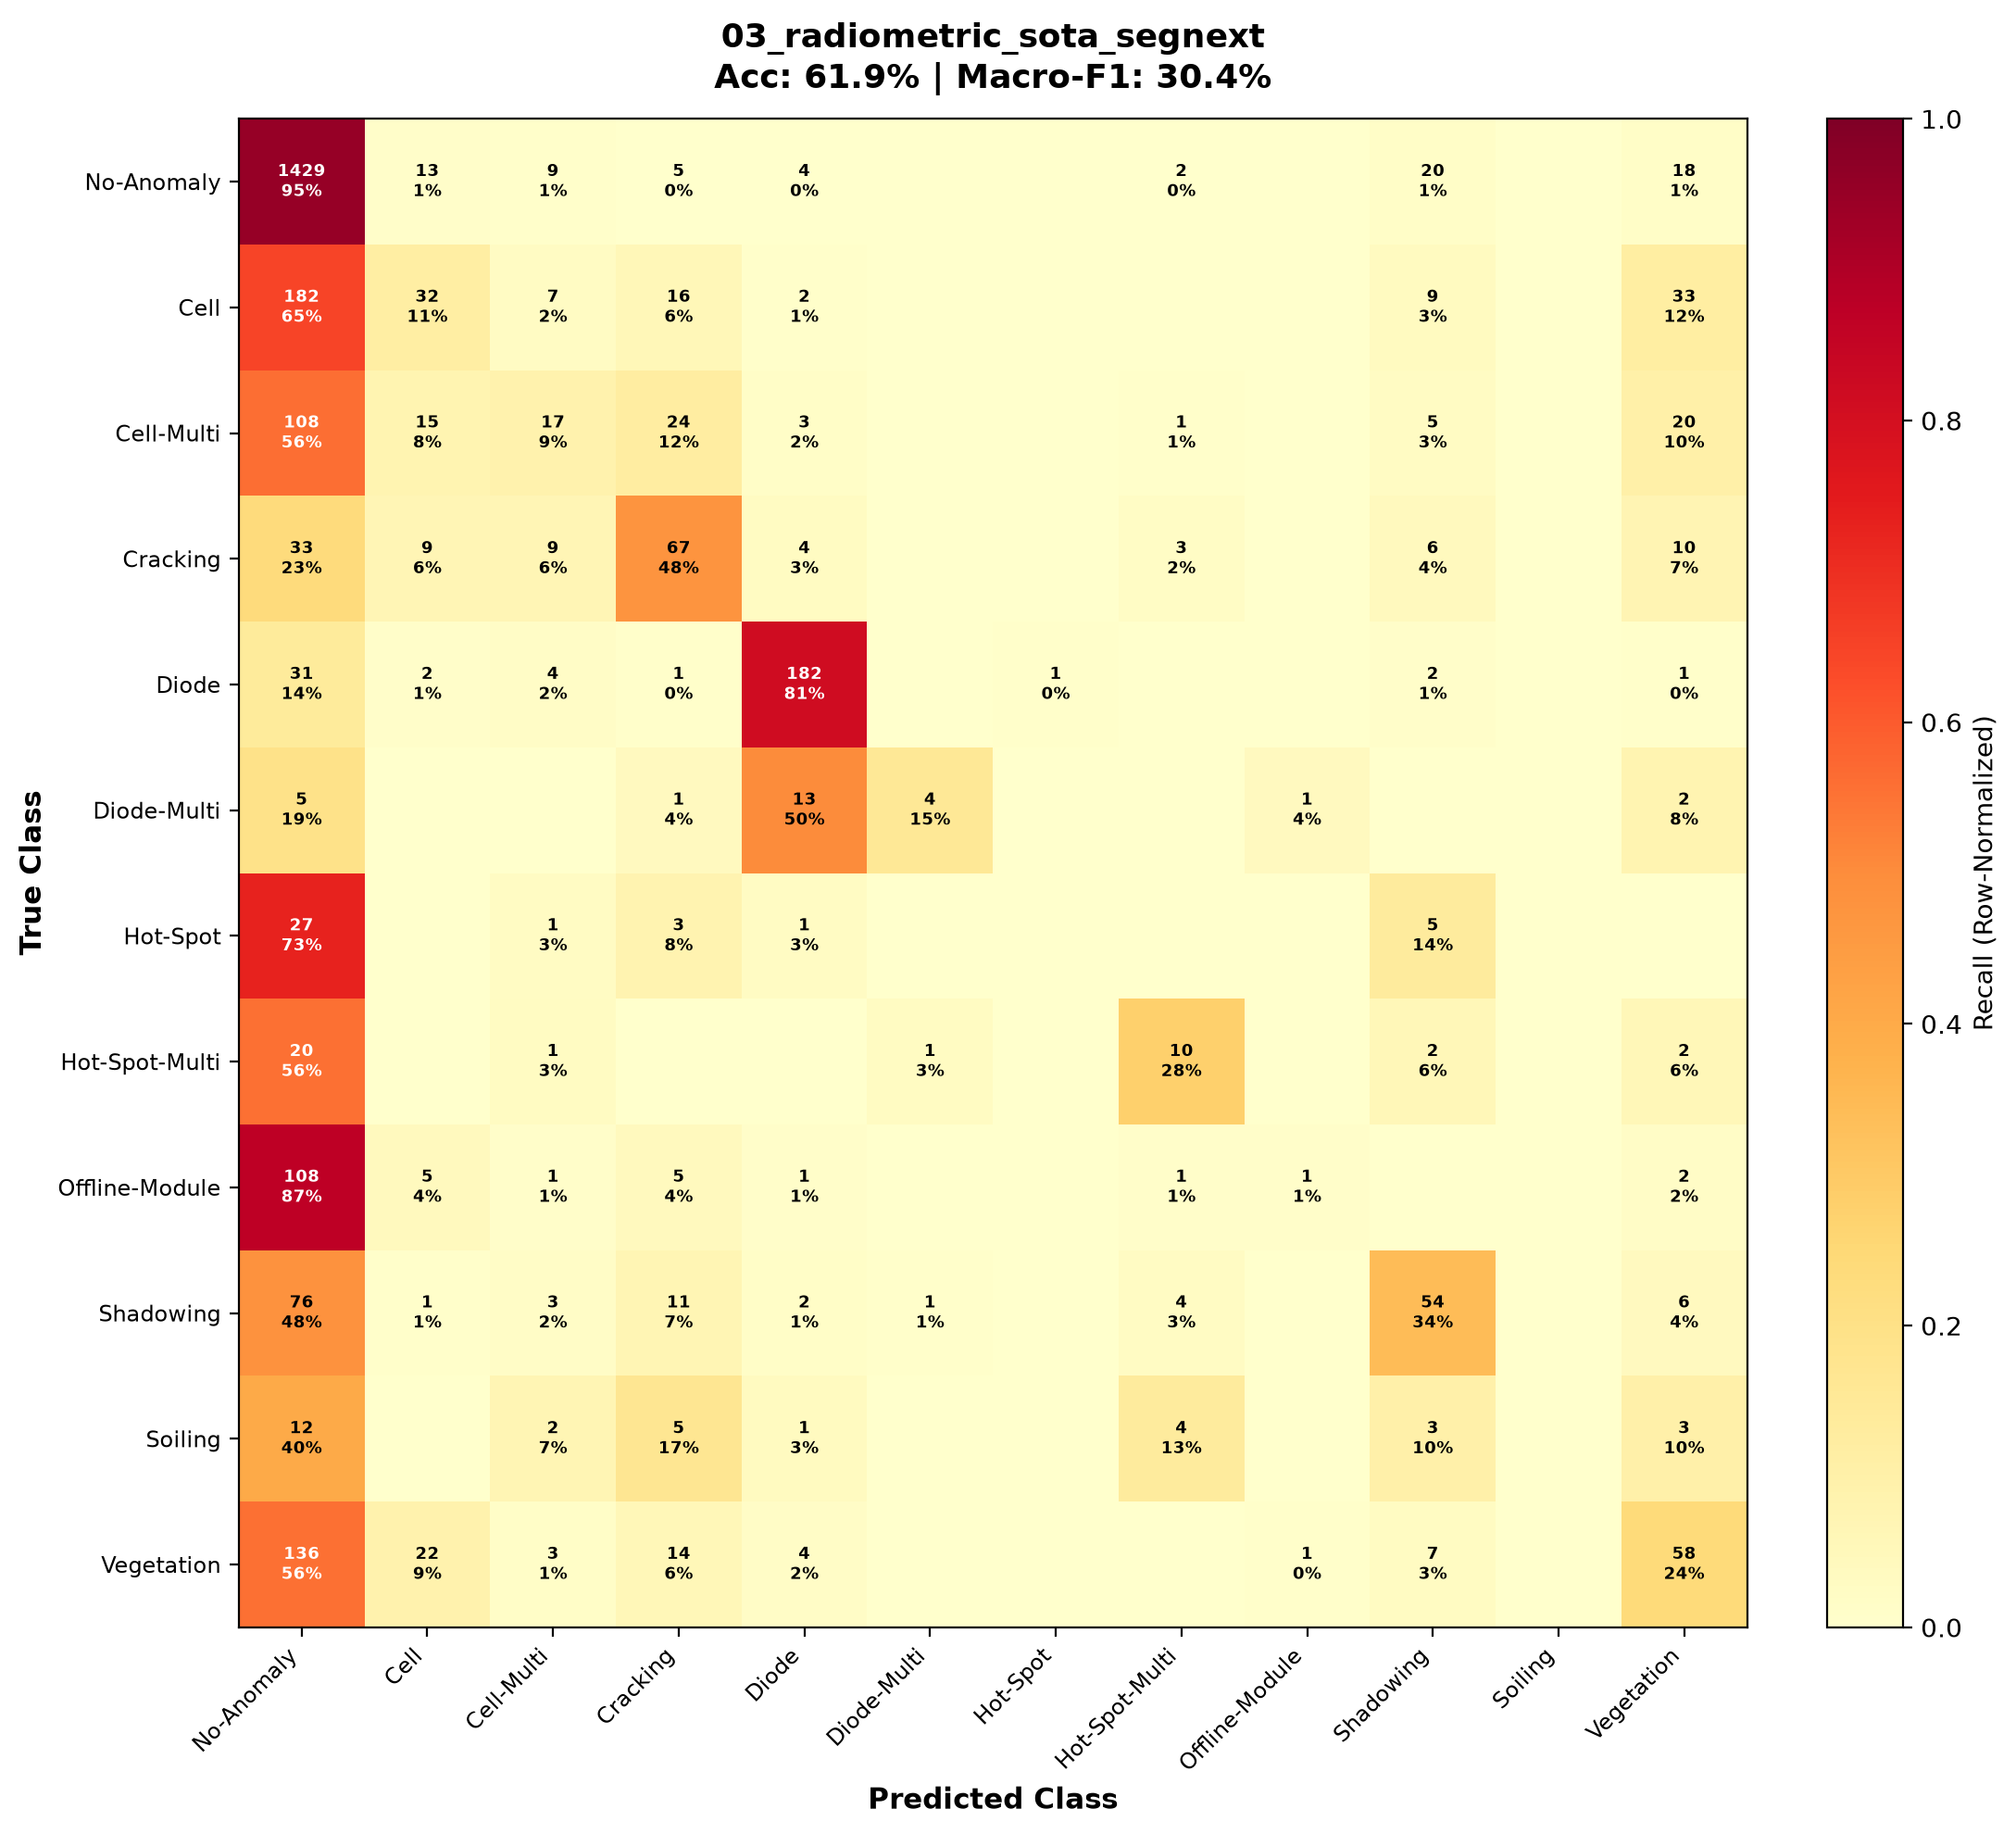 03_radiometric_sota_segnext
Acc: 61.9% | Macro-F1: 30.4%
True Class
No-Anomaly
1429 13 9 5 4 2 20 18
95% 1% 1% 0% 0% 0% 1% 1%
Cell
182 32 7 16 2 9 33
65% 11% 2% 6% 1% 3% 12%
Cell-Multi
108 15 17 24 3 1 5 20
56% 8% 9% 12% 2% 1% 3% 10%
Cracking
33 9 9 67 4 3 6 10
23% 6% 6% 48% 3% 2% 4% 7%
Diode
31 2 4 1 182 1 2 1
14% 1% 2% 0% 81% 0% 1% 0%
Diode-Multi
5 1 13 4 1 2
19% 4% 50% 15% 4% 8%
Hot-Spot
27 1 3 1 5
73% 3% 8% 3% 14%
Hot-Spot-Multi
20 1 1 10 2 2
56% 3% 3% 28% 6% 6%
Offline-Module
108 5 1 5 1 1 1 2
87% 4% 1% 4% 1% 1% 1% 2%
Shadowing
76 1 3 11 2 1 4 54 6
48% 1% 2% 7% 1% 1% 3% 34% 4%
Soiling
12 2 5 1 4 3 3
40% 7% 17% 3% 13% 10% 10%
Vegetation
136 22 3 14 4 1 7 58
56% 9% 1% 6% 2% 0% 3% 24%
No-Anomaly Cell Cell-Multi Cracking Diode Diode-Multi Hot-Spot Hot-Spot-Multi Offline-Module Shadowing Soiling Vegetation
Predicted Class
1.0
0.8
0.6
0.4
0.2
0.0
Recall (Row-Normalized)